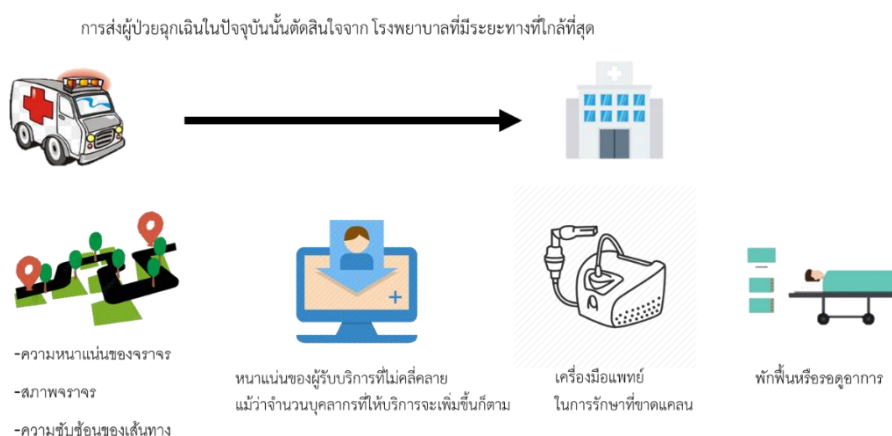 การส่งผู้ป่วยฉุกเฉินในปัจจุบันนั้นตัดสินใจจาก โรงพยาบาลที่มีระยะทางที่ใกล้ที่สุด
-ความหนาแน่นของจราจร
-สภาพจราจร
-ความซับซ้อนของเส้นทาง
หนาแน่นของผู้รับบริการที่ไม่คลี่คลาย
แม้ว่าจำนวนบุคลากรที่ให้บริการจะเพิ่มขึ้นก็ตาม
เครื่องมือแพทย์
ในการรักษาที่ขาดแคลน
พักฟื้นหรือรอดูอาการ